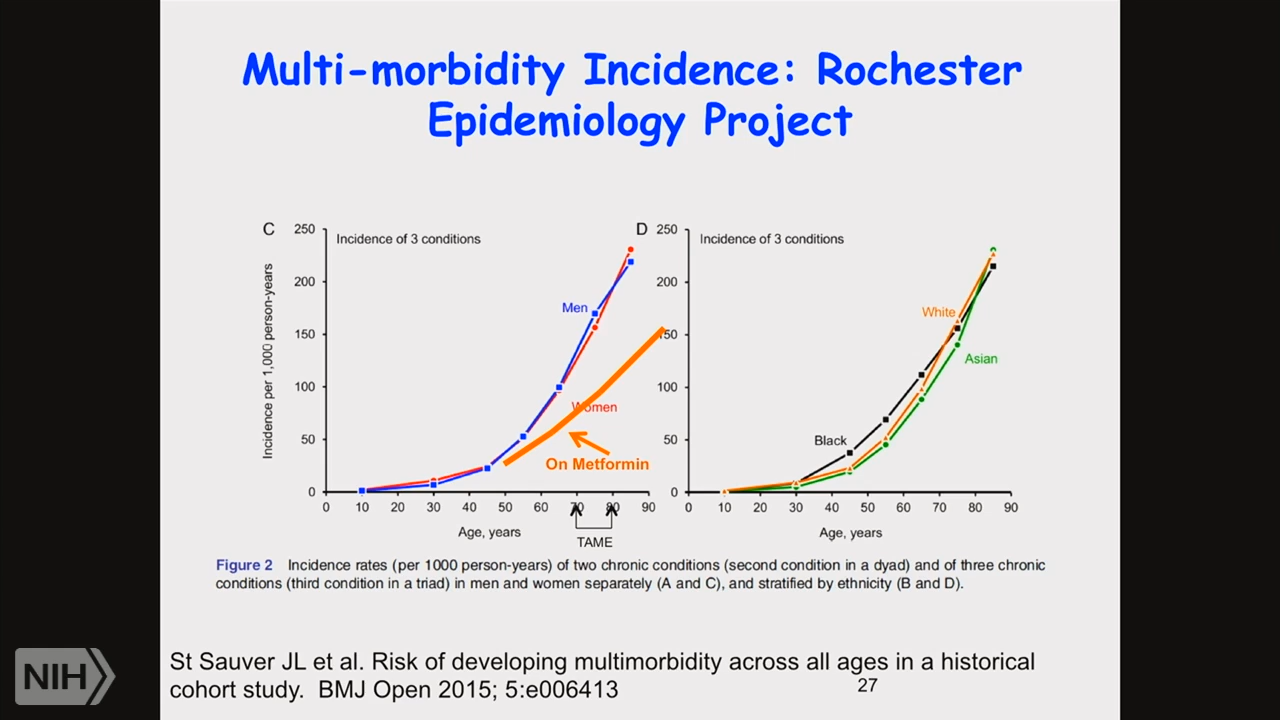 Multi-morbidity Incidence: Rochester
Epidemiology Project
C
250
200
150
100
50
0
Incidence per 1,000 person-years
Incidence of 3 conditions
Men
Women
On Metformin
0 10 20 30 40 50 60 70 80 90
Age, years
TAME
D
250
200
150
100
50
0
Incidence of 3 conditions
White
Asian
Black
0 10 20 30 40 50 60 70 80 90
Age, years
Figure 2 Incidence rates (per 1000 person-years) of two chronic conditions (second condition in a dyad) and of three chronic
conditions (third condition in a triad) in men and women separately (A and C), and stratified by ethnicity (B and D).
St Sauver JL et al. Risk of developing multimorbidity across all ages in a historical
cohort study. BMJ Open 2015; 5:e006413
27
NIH